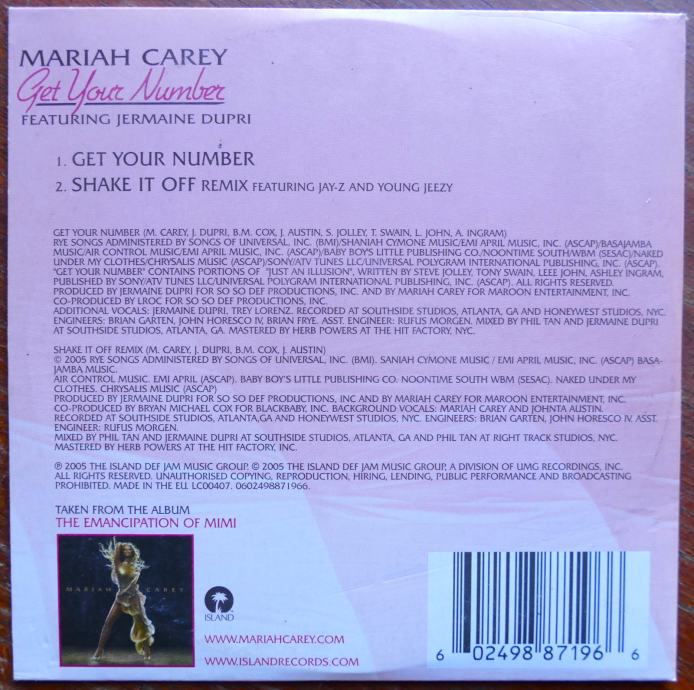 MARIAH CAREY
Get Your Number
FEATURING JERMAINE DUPRI
1. GET YOUR NUMBER
2. SHAKE IT OFF REMIX FEATURING JAY-Z AND YOUNG JEEZY
GET YOUR NUMBER (M. CAREY, J. DUPRI, B.M. COX, J. AUSTIN, S. JOLLEY, T. SWAIN, L. JOHN, A. INGRAM)
RYE SONGS ADMINISTERED BY SONGS OF UNIVERSAL, INC. (BMI)/SHANIAH CYMONE MUSIC/EMI APRIL MUSIC, INC. (ASCAP)/BASAJAMBA
MUSIC/AIR CONTROL MUSIC/EMI APRIL MUSIC, INC. (ASCAP)/BABY BOY'S LITTLE PUBLISHING CO./NOONTIME SOUTH/WBM (SESAC)/NAKED
UNDER MY CLOTHES/CHRYSALIS MUSIC (ASCAP)/SONY/ATV TUNES LLC/UNIVERSAL POLYGRAM INTERNATIONAL PUBLISHING, INC. (ASCAP).
"GET YOUR NUMBER" CONTAINS PORTIONS OF "JUST AN ILLUSION", WRITTEN BY STEVE JOLLEY, TONY SWAIN, LEEE JOHN, ASHLEY INGRAM,
PUBLISHED BY SONY/ATV TUNES LLC/UNIVERSAL POLYGRAM INTERNATIONAL PUBLISHING, INC. (ASCAP). ALL RIGHTS RESERVED.
PRODUCED BY JERMAINE DUPRI FOR SO SO DEF PRODUCTIONS, INC. AND BY MARIAH CAREY FOR MAROON ENTERTAINMENT, INC.
CO-PRODUCED BY LROC FOR SO SO DEF PRODUCTIONS, INC.
ADDITIONAL VOCALS: JERMAINE DUPRI, TREY LORENZ. RECORDED AT SOUTHSIDE STUDIOS, ATLANTA, GA AND HONEYWEST STUDIOS, NYC.
ENGINEERS: BRIAN GARTEN, JOHN HORESCO IV, BRIAN FRYE. ASST. ENGINEER: RUFUS MORGEN. MIXED BY PHIL TAN AND JERMAINE DUPRI
AT SOUTHSIDE STUDIOS, ATLANTA, GA. MASTERED BY HERB POWERS AT THE HIT FACTORY, NYC.
SHAKE IT OFF REMIX (M. CAREY, J. DUPRI, B.M. COX, J. AUSTIN)
© 2005 RYE SONGS ADMINISTERED BY SONGS OF UNIVERSAL, INC. (BMI). SANIAH CYMONE MUSIC / EMI APRIL MUSIC, INC. (ASCAP) BASA-
JAMBA MUSIC.
AIR CONTROL MUSIC. EMI APRIL (ASCAP). BABY BOY'S LITTLE PUBLISHING CO. NOONTIME SOUTH WBM (SESAC). NAKED UNDER MY
CLOTHES. CHRYSALIS MUSIC (ASCAP)
PRODUCED BY JERMAINE DUPRI FOR SO SO DEF PRODUCTIONS, INC AND BY MARIAH CAREY FOR MAROON ENTERTAINMENT, INC.
CO-PRODUCED BY BRYAN MICHAEL COX FOR BLACKBABY, INC. BACKGROUND VOCALS: MARIAH CAREY AND JOHNTA AUSTIN.
RECORDED AT SOUTHSIDE STUDIOS, ATLANTA,GA AND HONEYWEST STUDIOS, NYC. ENGINEERS: BRIAN GARTEN, JOHN HORESCO IV. ASST.
ENGINEER: RUFUS MORGEN.
MIXED BY PHIL TAN AND JERMAINE DUPRI AT SOUTHSIDE STUDIOS, ATLANTA, GA AND PHIL TAN AT RIGHT TRACK STUDIOS, NYC.
MASTERED BY HERB POWERS AT THE HIT FACTORY, INC.
℗ 2005 THE ISLAND DEF JAM MUSIC GROUP. © 2005 THE ISLAND DEF JAM MUSIC GROUP, A DIVISION OF UMG RECORDINGS, INC.
ALL RIGHTS RESERVED. UNAUTHORISED COPYING, REPRODUCTION, HIRING, LENDING, PUBLIC PERFORMANCE AND BROADCASTING
PROHIBITED. MADE IN THE EU. LC00407. 0602498871966.
TAKEN FROM THE ALBUM
THE EMANCIPATION OF MIMI
MARIAH CAREY
ISLAND
WWW.MARIAHCAREY.COM
WWW.ISLANDRECORDS.COM
6 02498 87196 6